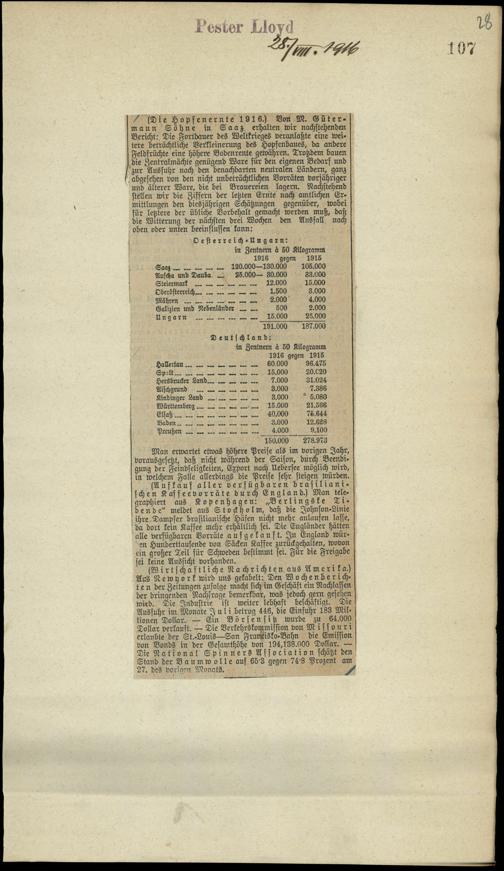 28
Pester Lloyd
28/VIII. 1916
107
(Die Hopfenernte 1916.) Von M. Güter-
mann Söhne in Saaz erhalten wir nachstehenden
Bericht: Die Fortdauer des Weltkrieges veranlaßte eine wei-
tere beträchtliche Verkleinerung des Hopfenbaues, da andere
Feldfrüchte eine höhere Bodenrente gewähren. Trotzdem bauen
die Zentralmächte genügend Ware für den eigenen Bedarf und
zur Ausfuhr nach den benachbarten neutralen Ländern, ganz
abgesehen von den nicht unbeträchtlichen Vorräten vorjähriger
und älterer Ware, die bei Brauereien lagern. Nachstehend
stellen wir die Ziffern der letzten Ernte nach amtlichen Er-
mittlungen den diesjährigen Schätzungen gegenüber, wobei
für letztere der übliche Vorbehalt gemacht werden muß, daß
die Witterung der nächsten drei Wochen den Ausfall nach
oben oder unten beeinflussen kann:
Oesterreich-Ungarn:
in Zentnern à 50 Kilogramm
1916 gegen 1915
Saaz 120.000—130.000 105.000
Auscha und Dauba 25.000— 30.000 33.000
Steiermark 12.000 15.000
Oberösterreich 1.500 3.000
Mähren 2.000 4.000
Galizien und Nebenländer 500 2.000
Ungarn 15.000 25.000
191.000 187.000
Deutschland:
in Zentnern à 50 Kilogramm
1916 gegen 1915
Hallertau 60.000 96.475
Spalt 15.000 20.020
Hersbrucker Land 7.000 31.024
Aischgrund 3.000 7.386
Kindinger Land 3.000 5.080
Württemberg 15.000 21.586
Elsaß 40,000 75.644
Baden 3.000 12.628
Preußen 4.000 9,100
150.000 278.973
Man erwartet etwas höhere Preise als im vorigen Jahr,
vorausgesetzt, daß nicht während der Saison, durch Beendi-
gung der Feindseligkeiten, Export nach Uebersee möglich wird,
in welchem Falle allerdings die Preise sehr steigen würden.
(Aufkauf aller verfügbaren brasiliani-
schen Kaffeevorräte durch England.) Man tele-
graphiert aus Kopenhagen: „Berlingske Ti-
dende“ meldet aus Stockholm, daß die Johnson-Linie
ihre Dampfer brasilianische Häfen nicht mehr anlaufen lasse,
da dort kein Kaffee mehr erhältlich sei. Die Engländer hätten
alle verfügbaren Vorräte aufgekauft. In England wür-
en Hunderttausende von Säcken Kaffee zurückgehalten, wovon
ein großer Teil für Schweden bestimmt sei. Für die Freigabe
sei keine Aussicht vorhanden.
(Wirtschaftliche Nachrichten aus Amerika.)
Aus Newyork wird uns gekabelt: Den Wochenberich-
ten der Zeitungen zufolge macht sich im Geschäft ein Nachlassen
der dringenden Nachfrage bemerkbar, was jedoch gern gesehen
wird. Die Industrie ist weiter lebhaft beschäftigt. Die
Ausfuhr im Monate Juli betrug 446, die Einfuhr 183 Mil-
lionen Dollar. — Ein Börsensitz wurde zu 64.000
Dollar verkauft. — Die Verkehrskommission von Missouri
erlaubte der St.-Louis—San Franzisko-Bahn die Emission
von Bonds in der Gesamthöhe von 194,138.000 Dollar. —
Die National Spinners Association schätzt den
Stand der Baumwolle auf 65·3 gegen 74·8 Prozent am
27. des vorigen Monats.